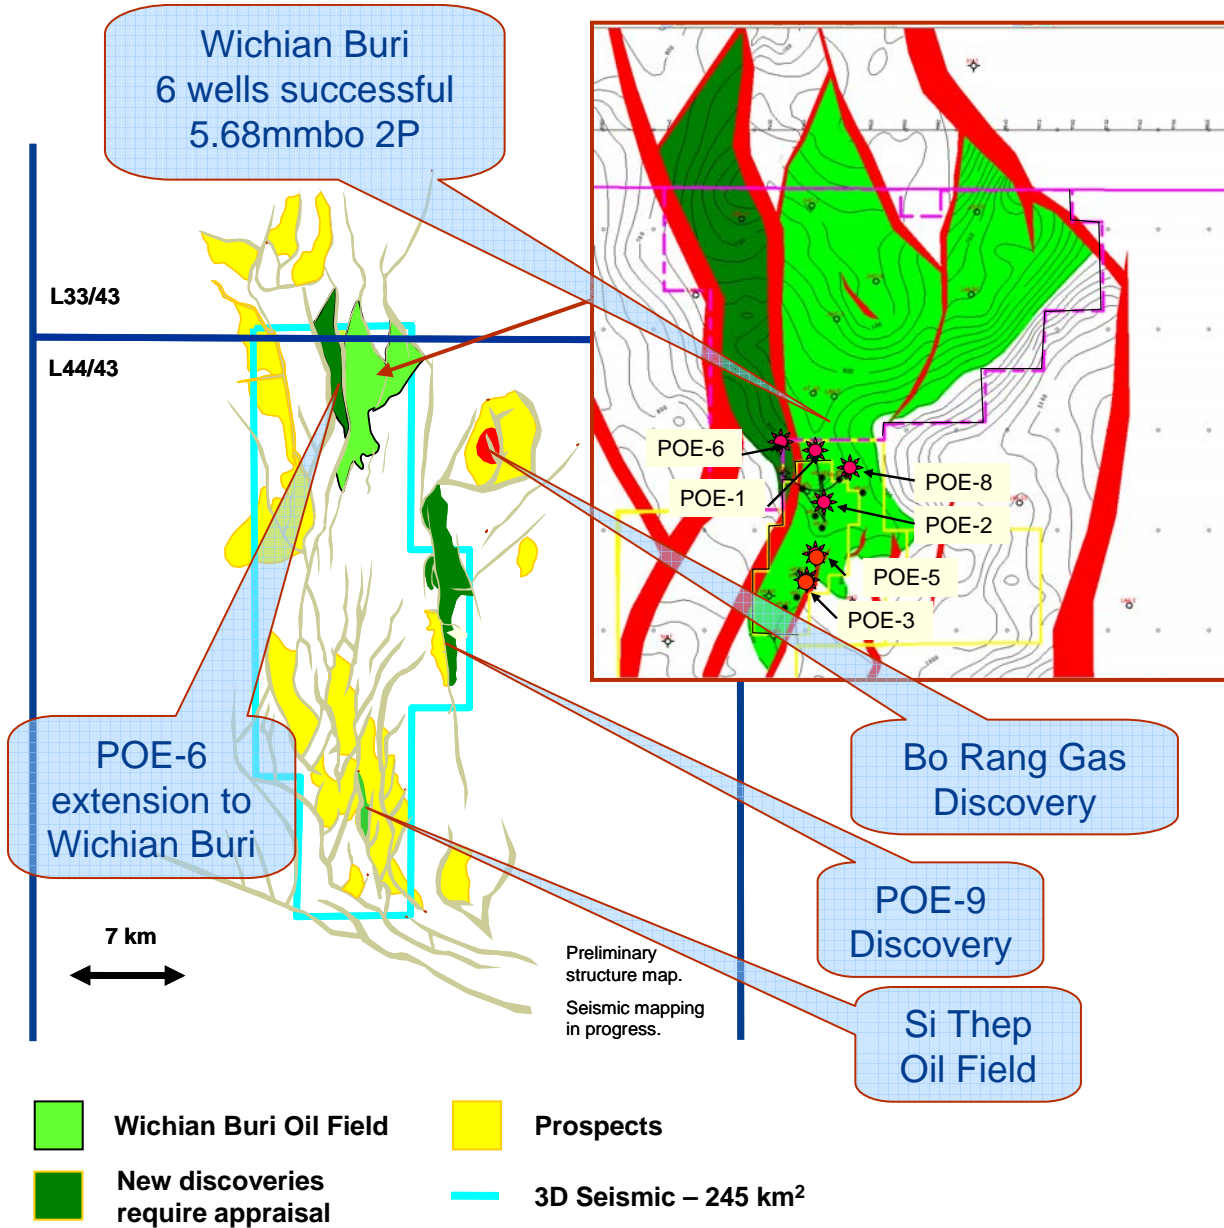 Wichian Buri
6 wells successful
5.68mmbo 2P
L33/43
L44/43
POE-6
POE-1
POE-8
POE-2
POE-5
POE-3
POE-6
extension to
Wichian Buri
Bo Rang Gas
Discovery
POE-9
Discovery
Si Thep
Oil Field
7 km
Preliminary
structure map.
Seismic mapping
in progress.
Wichian Buri Oil Field
Prospects
New discoveries
require appraisal
3D Seismic – 245 km²